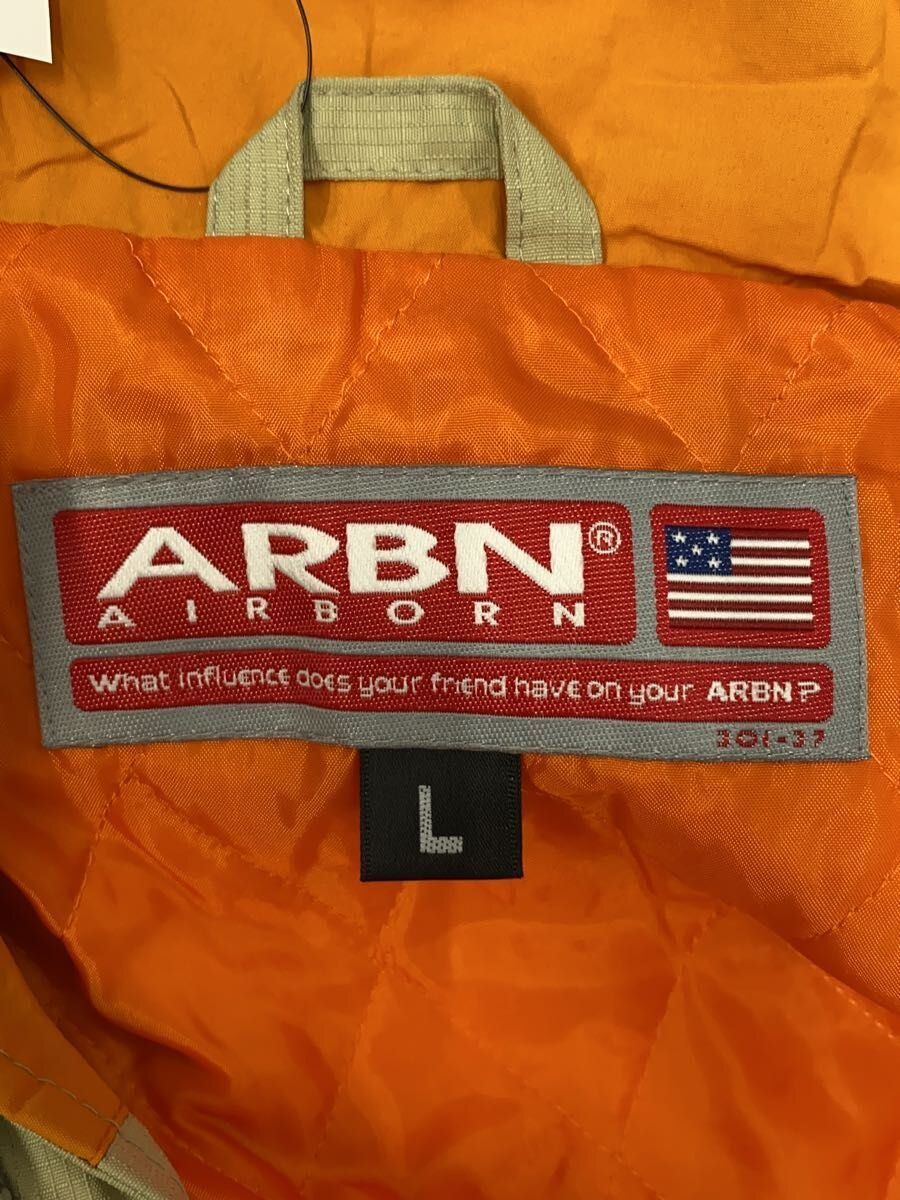 ARBN®
AIRBORN
What influence does your friend have on your ARBN?
301-37
L